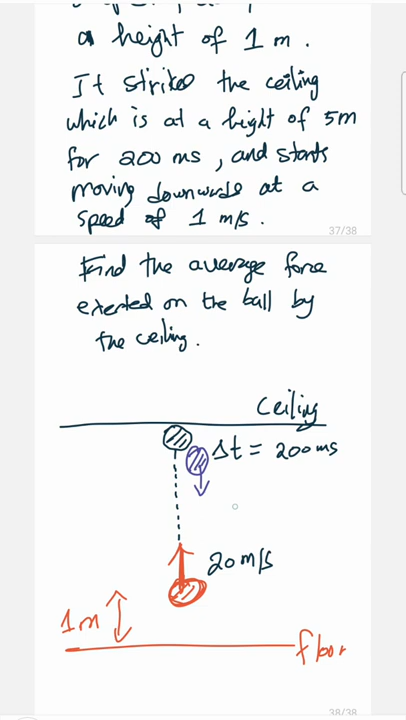 a height of 1 m.
It strikes the ceiling
which is at a hight of 5m
for 200 ms, and starts
moving downwards at a
speed of 1 m/s.
37/38
Find the average force
exerted on the ball by
the ceiling.
Ceiling
Δt = 200ms
20 m/s
1m
floor
38/38